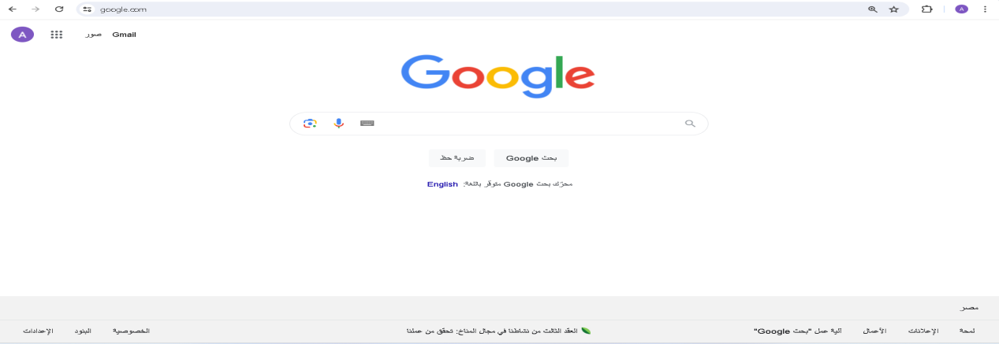 google.com
A
Gmail صور
A
Google
بحث Google ضربة حظ
محرّك بحث Google متوفّر باللغة: English
مصر
لمحة الإعلانات الأعمال آلية عمل "بحث Google" العقد الثالث من نشاطنا في مجال المناخ: تحقق من عملنا الخصوصية البنود الإعدادات